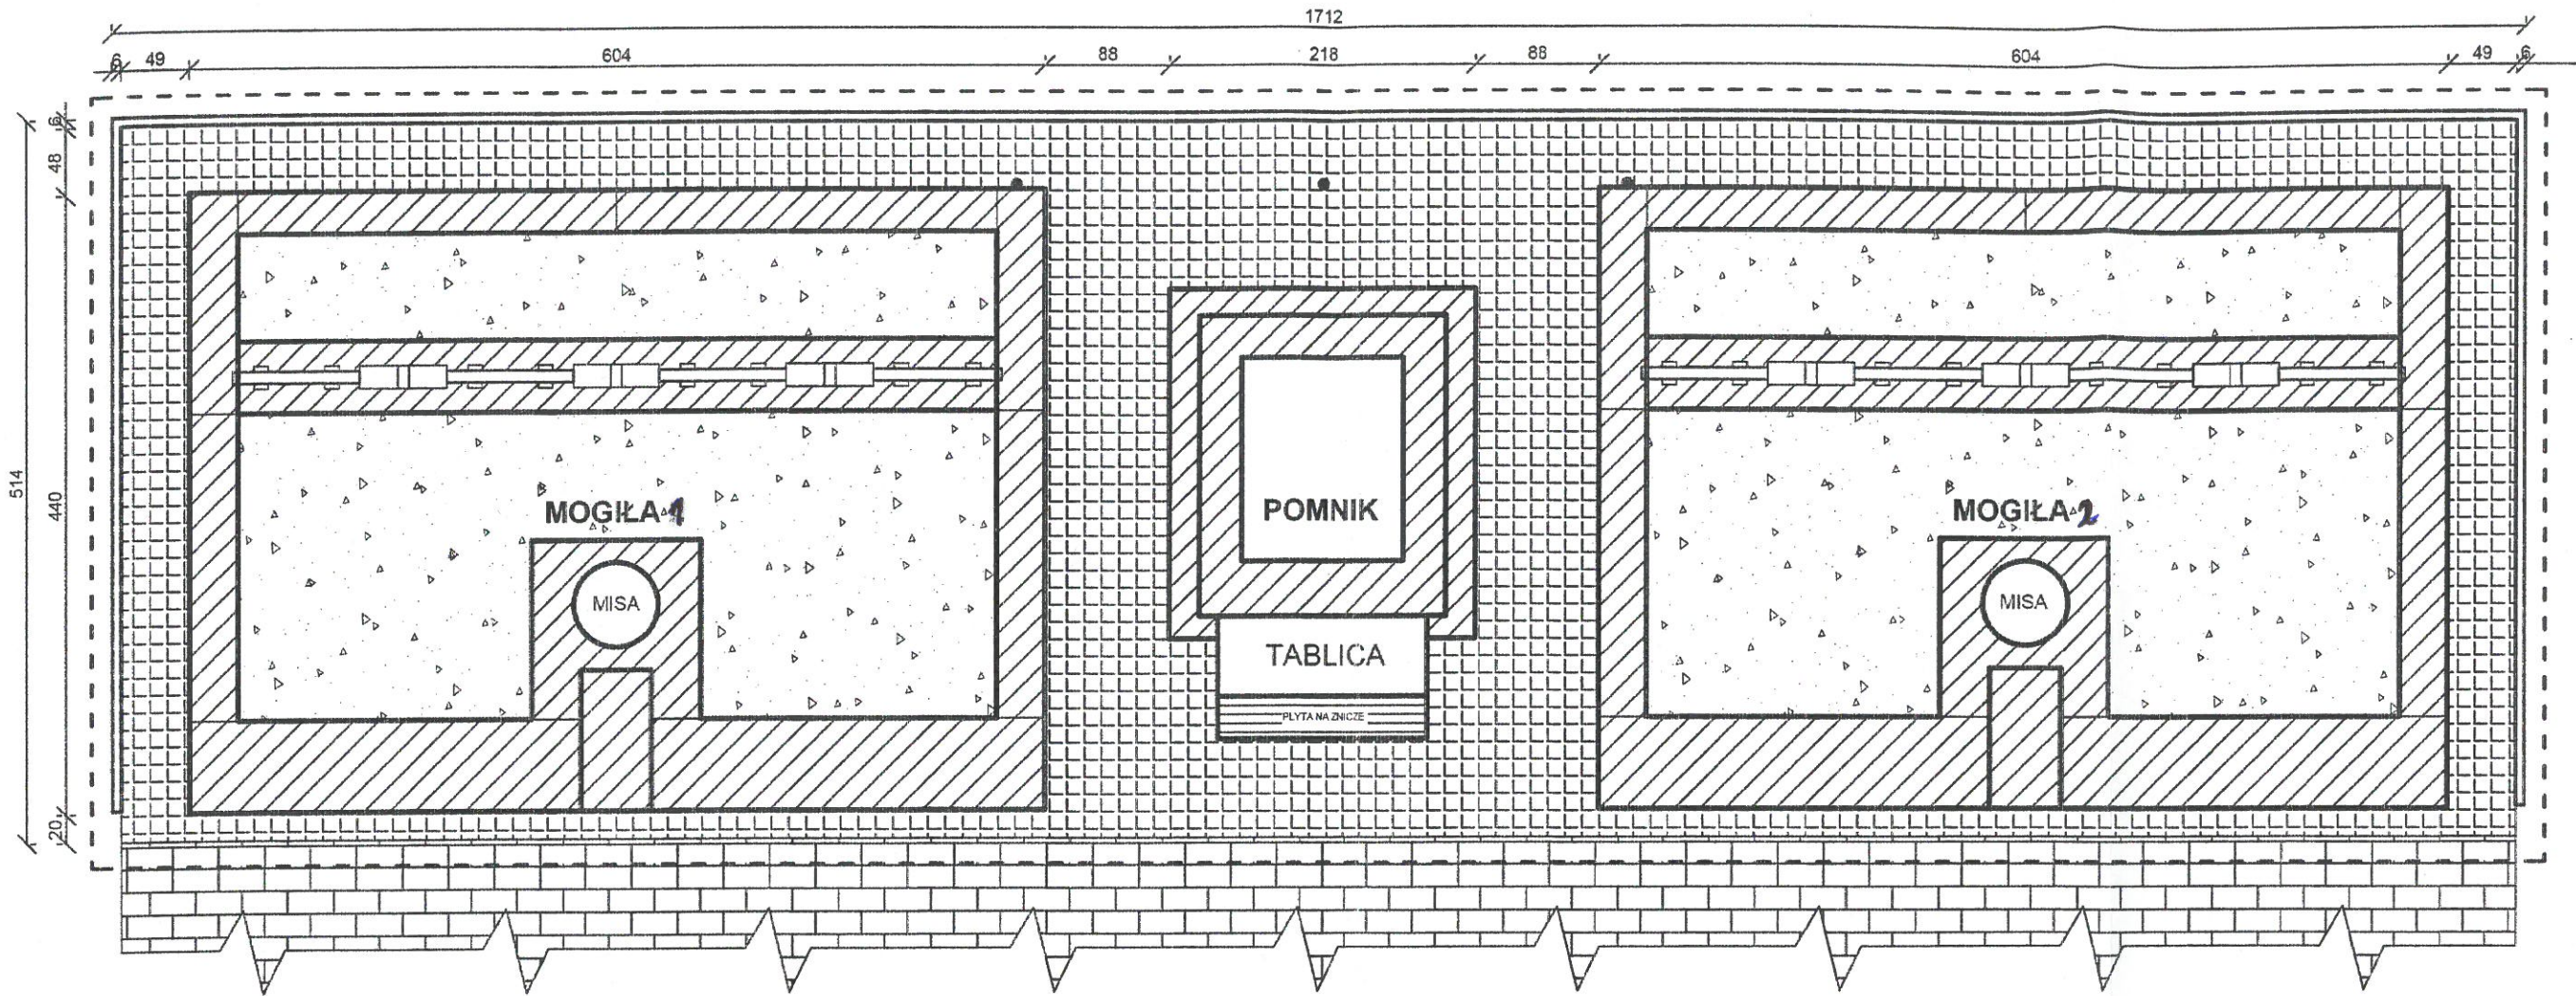 1712
6 49 604 88 218 88 604 49 6
514
6
48
440
20
MOGIŁA 1
MISA
POMNIK
TABLICA
PŁYTA NA ZNICZE
MOGIŁA 2
MISA